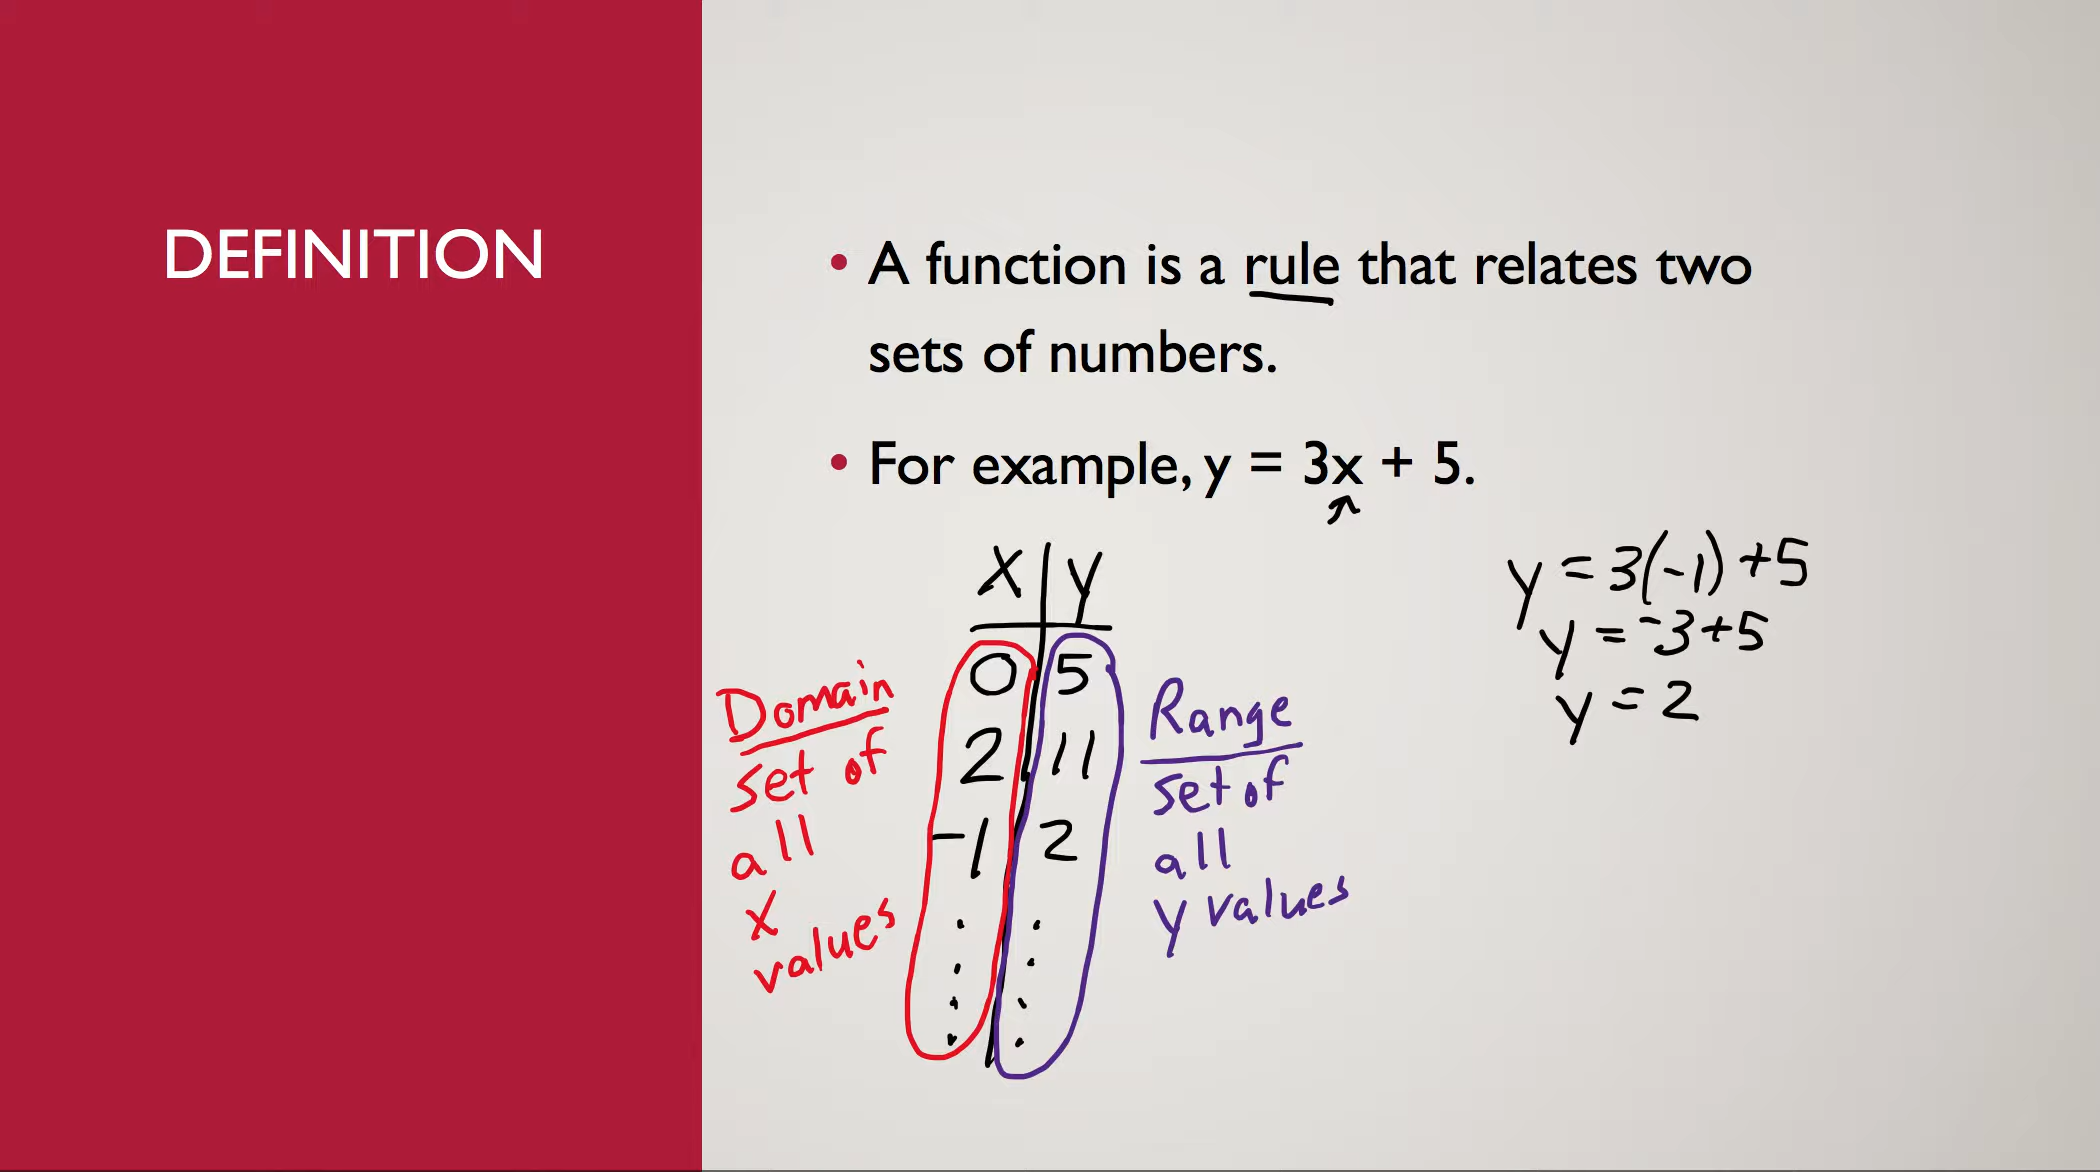 DEFINITION
• A function is a rule that relates two
sets of numbers.
• For example, y = 3x + 5.
x y
0 5
2 11
-1 2
Domain
set of
all
x
values
Range
set of
all
y values
y = 3(-1) +5
y = -3+5
y = 2